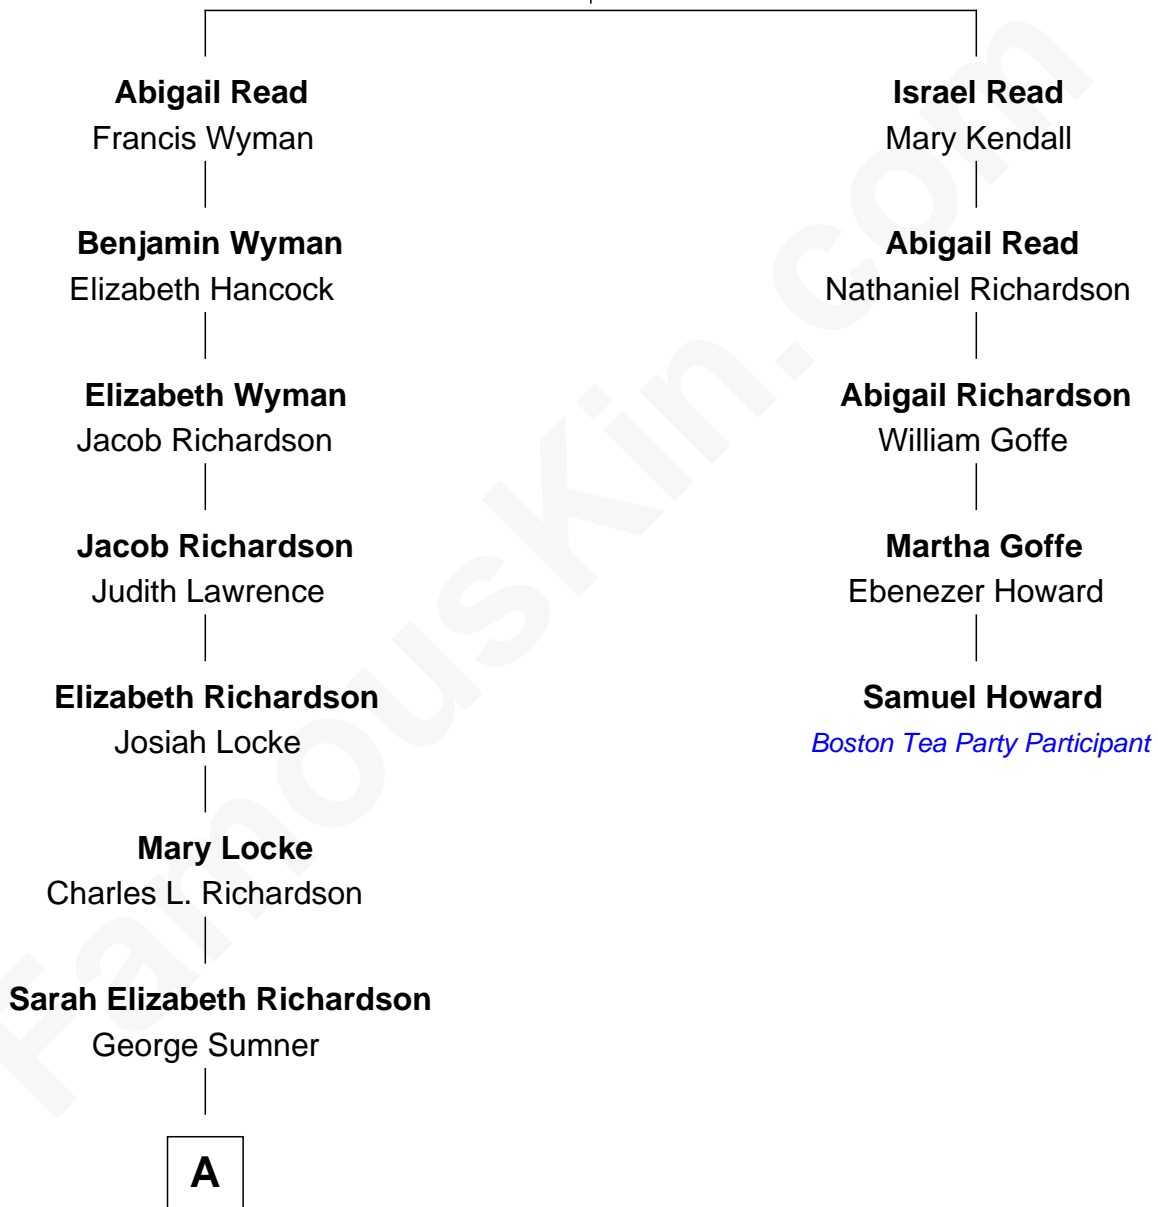 Abigail Read
Francis Wyman
Benjamin Wyman
Elizabeth Hancock
Elizabeth Wyman
Jacob Richardson
Jacob Richardson
Judith Lawrence
Elizabeth Richardson
Josiah Locke
Mary Locke
Charles L. Richardson
Sarah Elizabeth Richardson
George Sumner
A
Israel Read
Mary Kendall
Abigail Read
Nathaniel Richardson
Abigail Richardson
William Goffe
Martha Goffe
Ebenezer Howard
Samuel Howard
Boston Tea Party Participant
FamousKin.com